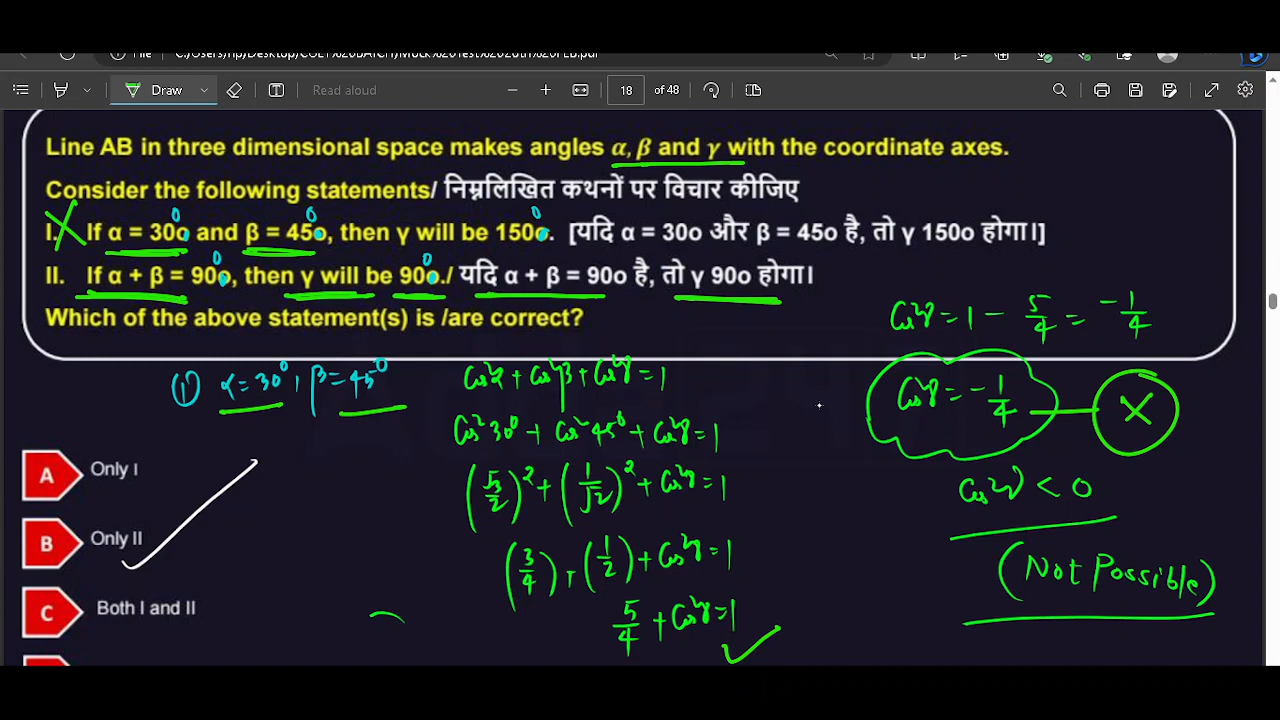 Draw
Read aloud
18 of 48
Line AB in three dimensional space makes angles α, β and γ with the coordinate axes.
Consider the following statements/ निम्नलिखित कथनों पर विचार कीजिए
I. If α = 30o and β = 45o, then γ will be 150o. [यदि α = 30o और β = 45o है, तो γ 150o होगा।]
II. If α + β = 90o, then γ will be 90o./ यदि α + β = 90o है, तो γ 90o होगा।
Which of the above statement(s) is /are correct?
cos²γ = 1 - 5/4 = -1/4
① α = 30⁰, β = 45⁰
cos²α + cos²β + cos²γ = 1
cos²γ = -1/4
cos²30⁰ + cos²45⁰ + cos²γ = 1
A Only I
(√3/2)² + (1/√2)² + cos²γ = 1
cos²γ < 0
B Only II
(3/4) + (1/2) + cos²γ = 1
(Not Possible)
C Both I and II
5/4 + cos²γ = 1